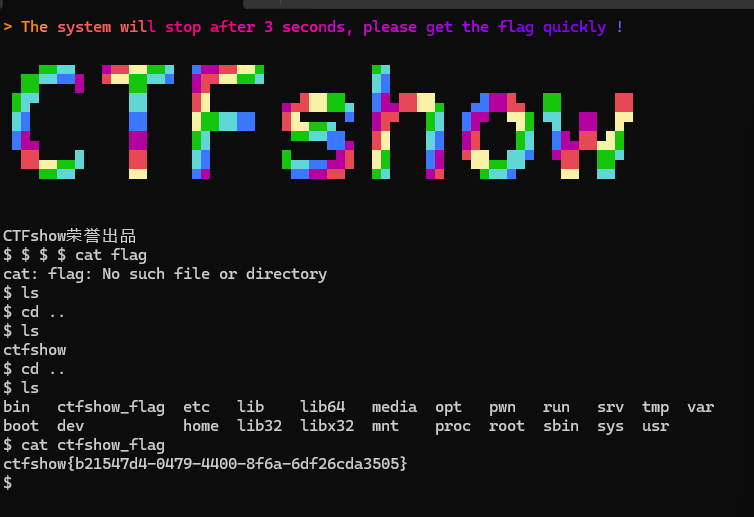 > The system will stop after 3 seconds, please get the flag quickly !
CTFshow
CTFshow荣誉出品
$ $ $ $ cat flag
cat: flag: No such file or directory
$ ls
$ cd ..
$ ls
ctfshow
$ cd ..
$ ls
bin   ctfshow_flag  etc   lib    lib64   media  opt   pwn   run   srv  tmp  var
boot  dev           home  lib32  libx32  mnt    proc  root  sbin  sys  usr
$ cat ctfshow_flag
ctfshow{b21547d4-0479-4400-8f6a-6df26cda3505}
$